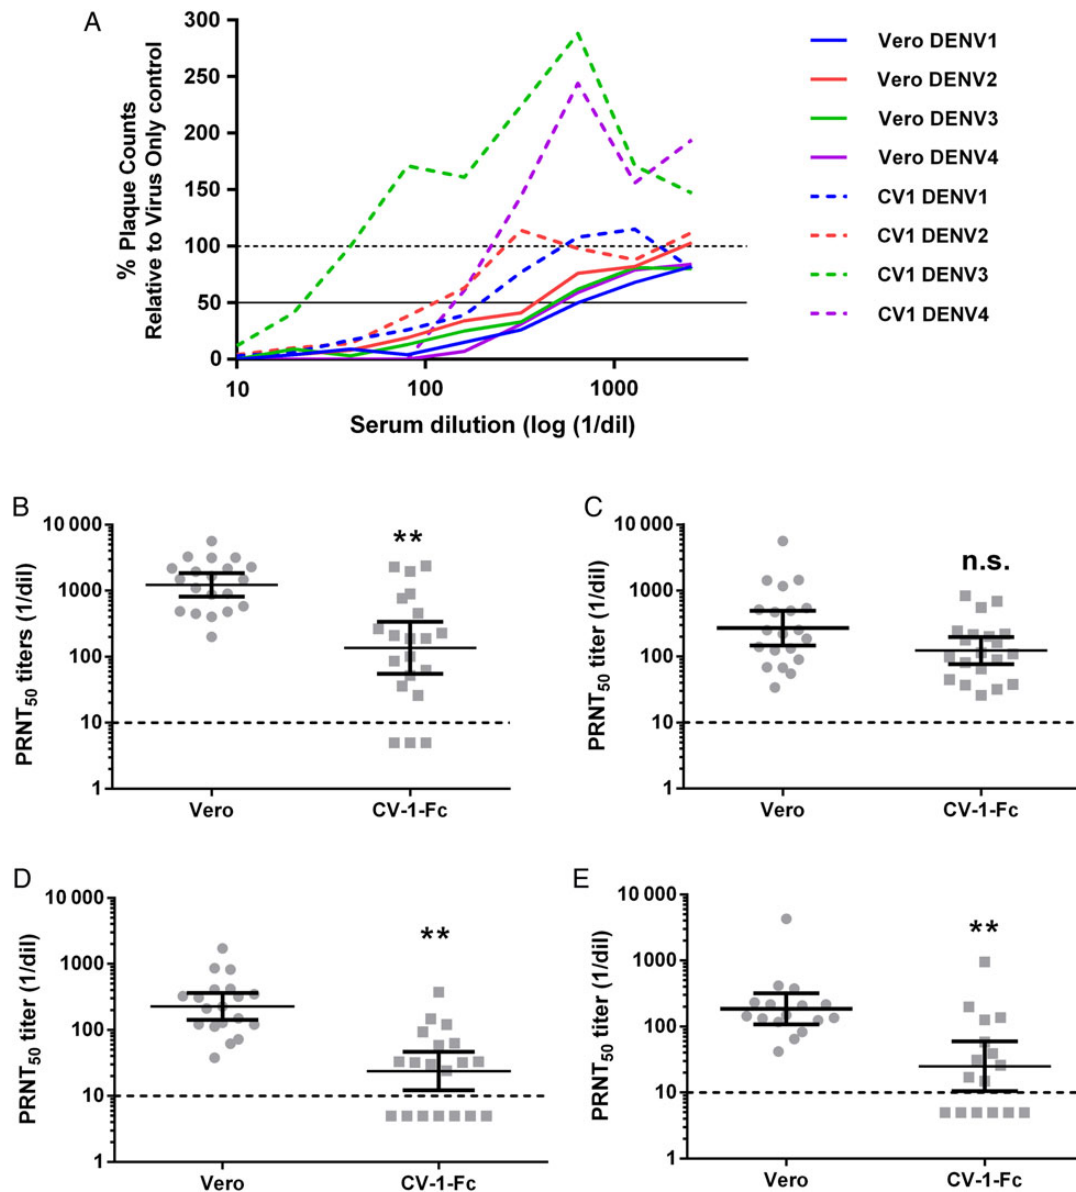 A
300
250
200
150
100
50
0
% Plaque Counts
Relative to Virus Only control
10
100
1000
Serum dilution (log (1/dil)
Vero DENV1
Vero DENV2
Vero DENV3
Vero DENV4
CV1 DENV1
CV1 DENV2
CV1 DENV3
CV1 DENV4
B
10 000
1000
100
10
1
PRNT50 titers (1/dil)
**
Vero
CV-1-Fc
C
10 000
1000
100
10
1
PRNT50 titer (1/dil)
n.s.
Vero
CV-1-Fc
D
10 000
1000
100
10
1
PRNT50 titer (1/dil)
**
Vero
CV-1-Fc
E
10 000
1000
100
10
1
PRNT50 titer (1/dil)
**
Vero
CV-1-Fc